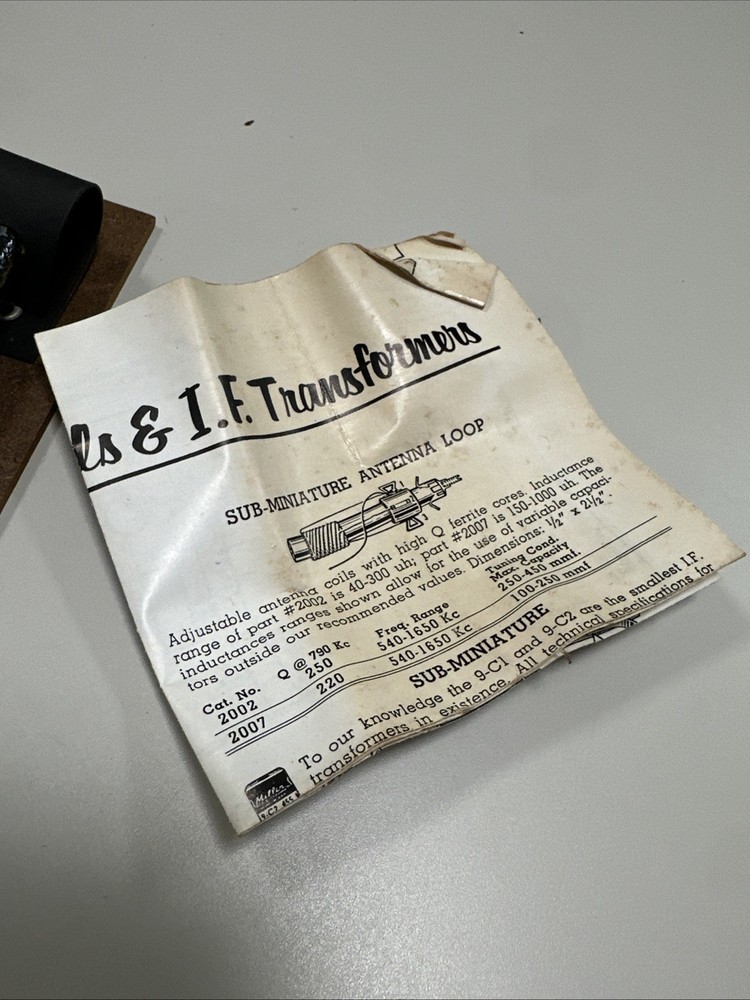 ls & I.F. Transformers
SUB-MINIATURE ANTENNA LOOP
Adjustable antenna coils with high Q ferrite cores. Inductance
range of part #2002 is 40-300 uh; part #2007 is 150-1000 uh. The
inductances ranges shown allow for the use of variable capaci-
tors outside our recommended values. Dimensions: ½" x 2½".
Cat. No. Q @ 790 Kc Freq. Range Tuning Cond. Max. Capacity
2002 250 540-1650 Kc 250-450 mmf.
2007 220 540-1650 Kc 100-250 mmf
SUB-MINIATURE
To our knowledge the 9-C1 and 9-C2 are the smallest I.F.
transformers in existence. All technical specifications for
Miller
9-C2 455